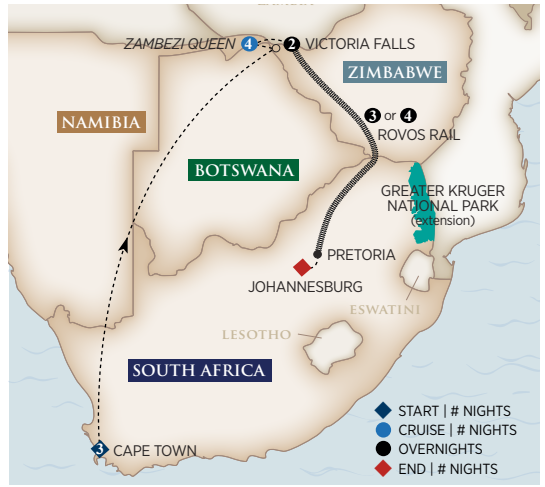 ZAMBEZI QUEEN 4 2 VICTORIA FALLS
ZIMBABWE
NAMIBIA
3 or 4
ROVOS RAIL
BOTSWANA
GREATER KRUGER
NATIONAL PARK
(extension)
PRETORIA
JOHANNESBURG
ESWATINI
LESOTHO
SOUTH AFRICA
3 CAPE TOWN
START | # NIGHTS
CRUISE | # NIGHTS
OVERNIGHTS
END | # NIGHTS